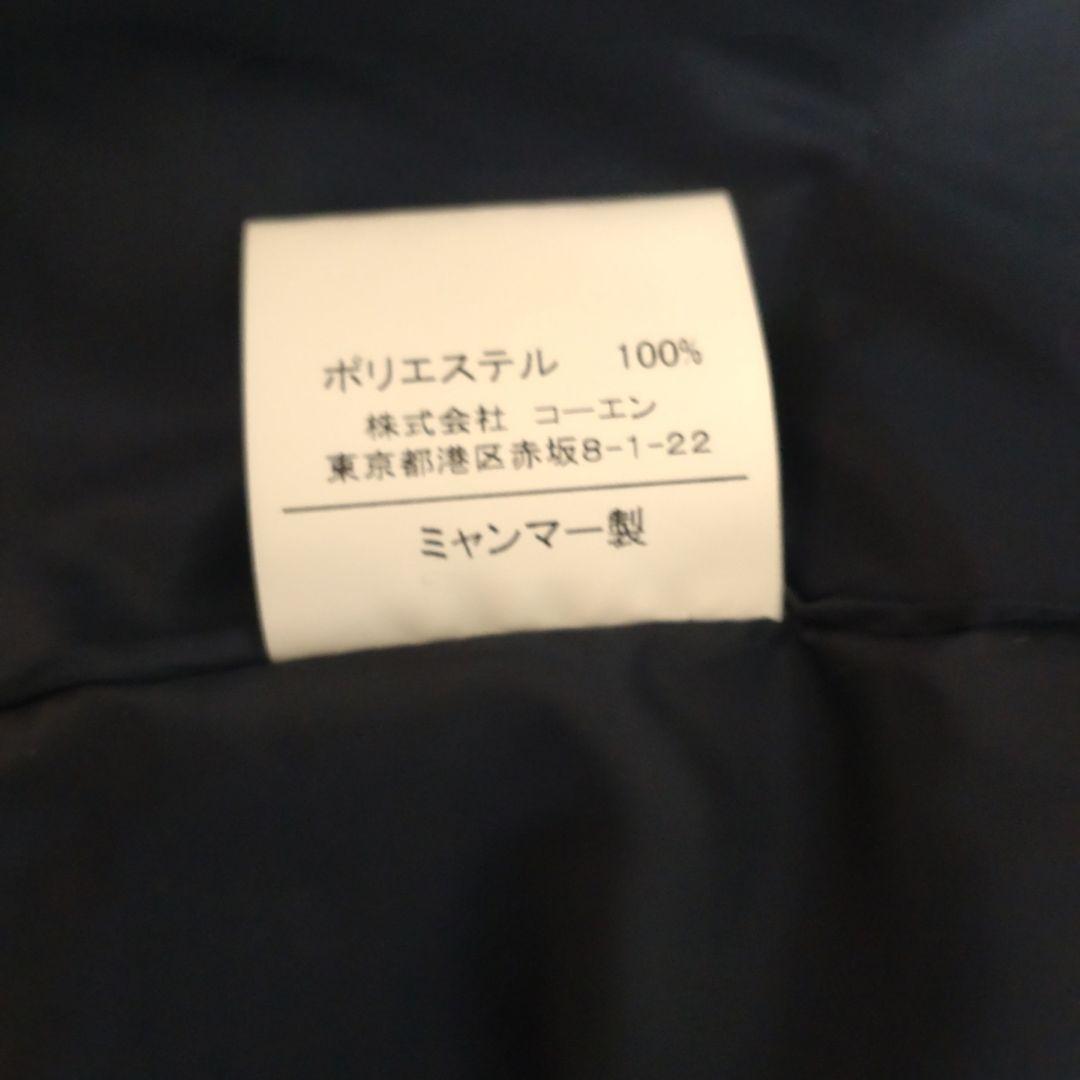 ポリエステル 100%
株式会社 コーエン
東京都港区赤坂8-1-22
ミャンマー製